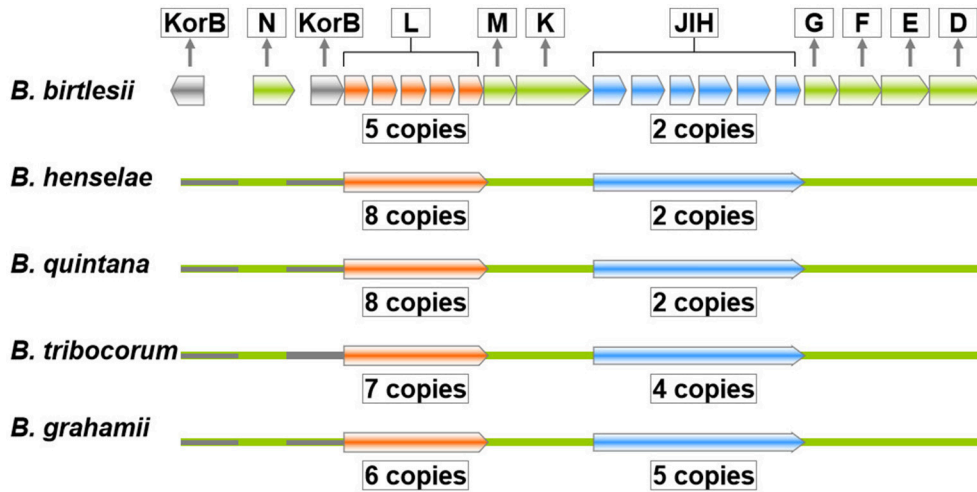 KorB N KorB L M K JIH G F E D
B. birtlesii
5 copies 2 copies
B. henselae
8 copies 2 copies
B. quintana
8 copies 2 copies
B. tribocorum
7 copies 4 copies
B. grahamii
6 copies 5 copies